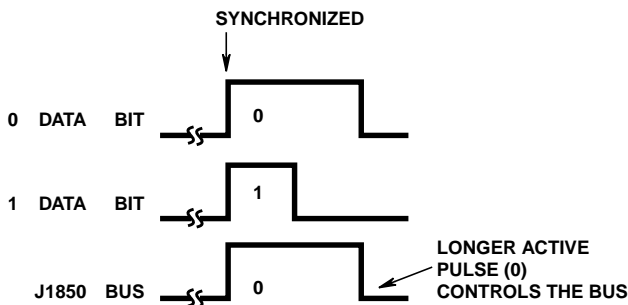 SYNCHRONIZED
0 DATA BIT
0
1 DATA BIT
1
J1850 BUS
0
LONGER ACTIVE
PULSE (0)
CONTROLS THE BUS